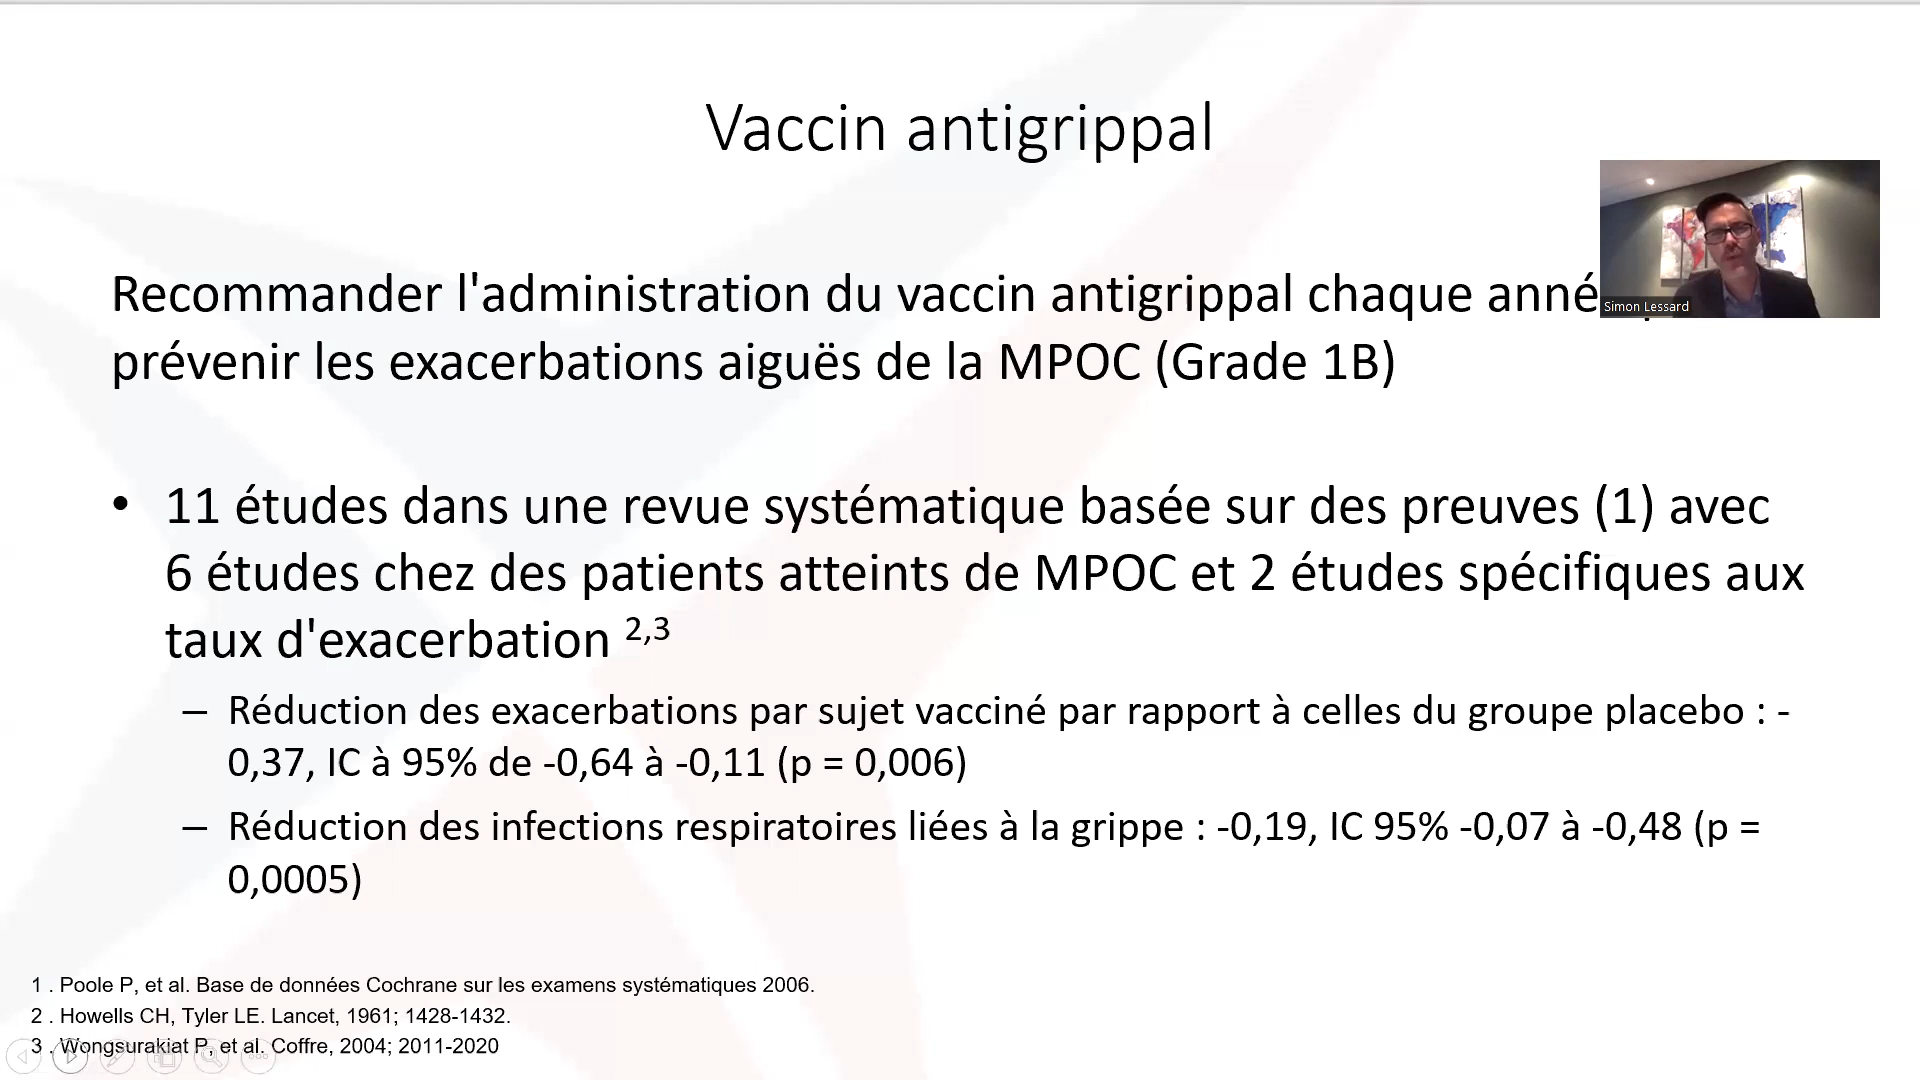 Vaccin antigrippal
Recommander l'administration du vaccin antigrippal chaque anné
prévenir les exacerbations aiguës de la MPOC (Grade 1B)
Simon Lessard
• 11 études dans une revue systématique basée sur des preuves (1) avec
6 études chez des patients atteints de MPOC et 2 études spécifiques aux
taux d'exacerbation 2,3
– Réduction des exacerbations par sujet vacciné par rapport à celles du groupe placebo : -
0,37, IC à 95% de -0,64 à -0,11 (p = 0,006)
– Réduction des infections respiratoires liées à la grippe : -0,19, IC 95% -0,07 à -0,48 (p =
0,0005)
1 . Poole P, et al. Base de données Cochrane sur les examens systématiques 2006.
2 . Howells CH, Tyler LE. Lancet, 1961; 1428-1432.
3 . Wongsurakiat P, et al. Coffre, 2004; 2011-2020